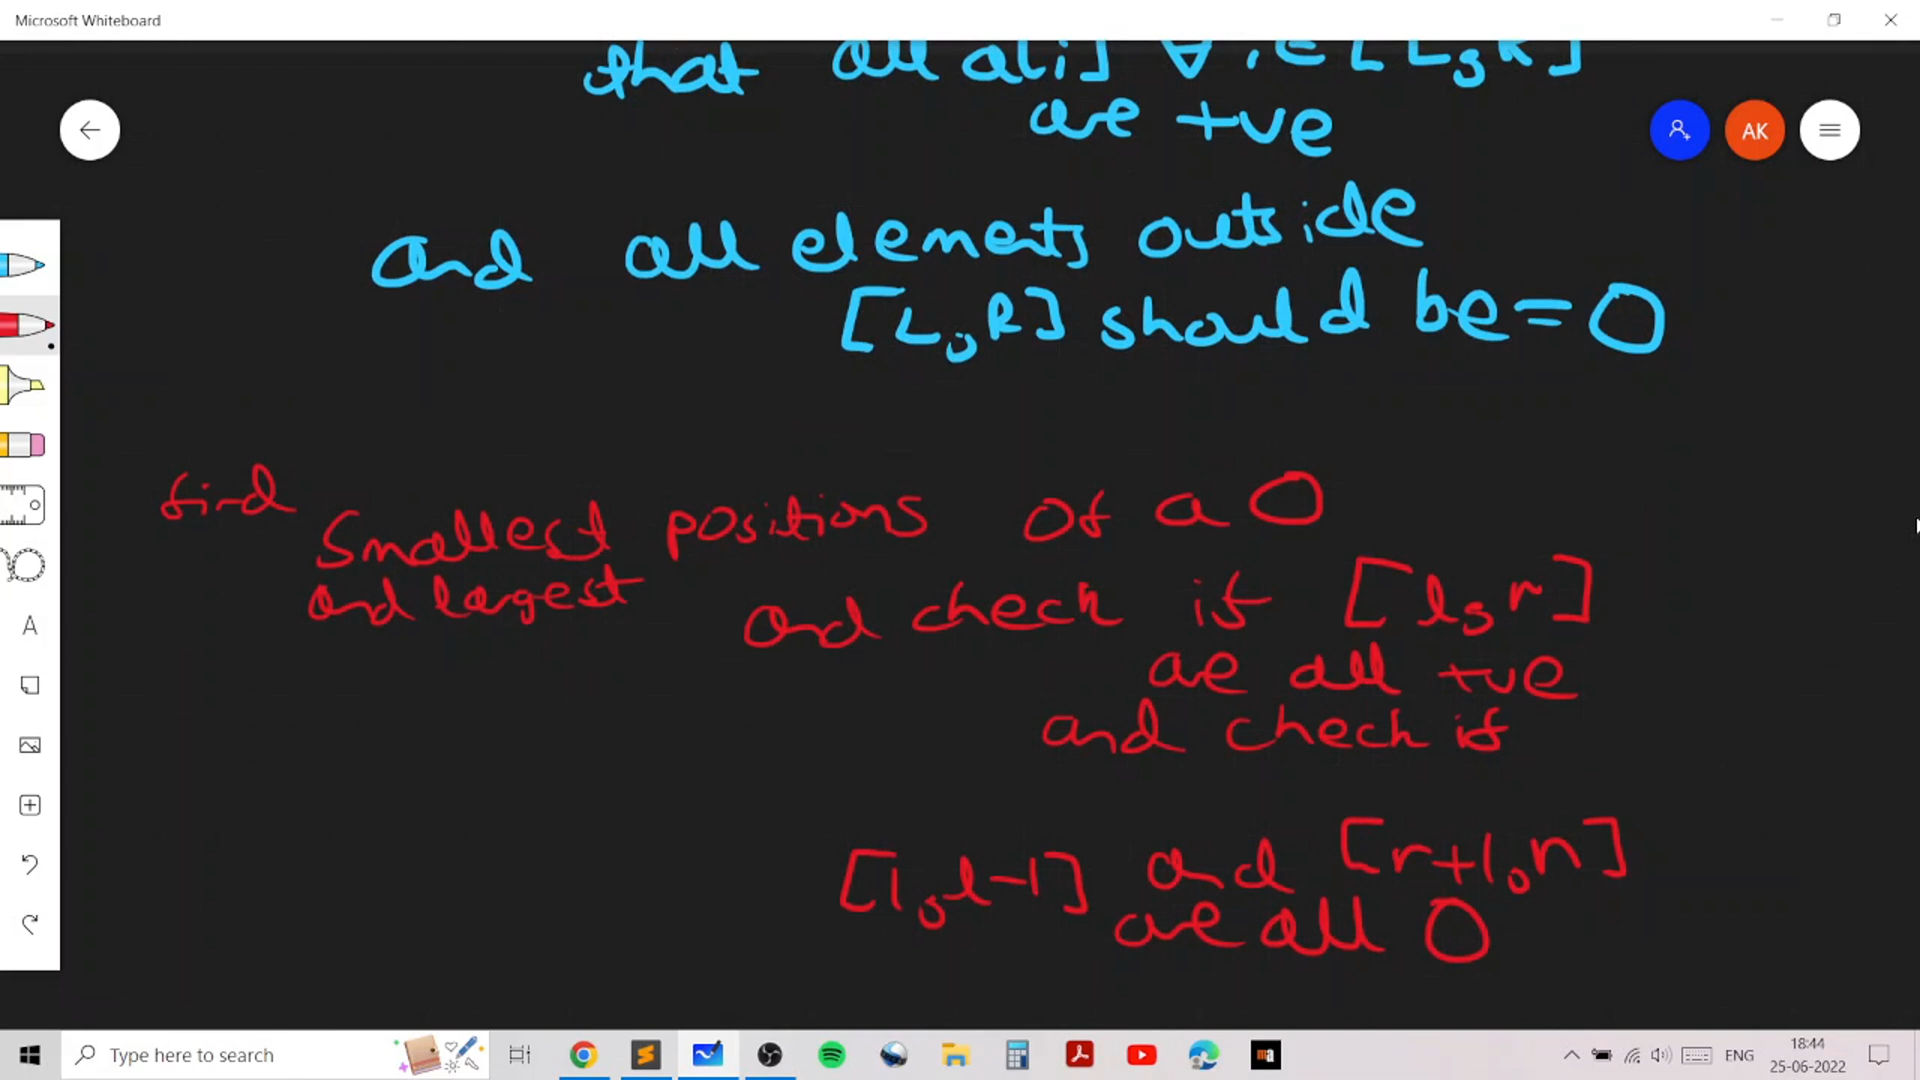 Microsoft Whiteboard
that all a[i] ∀ i ∈ [L,R]
are +ve
AK
and all elements outside
[L,R] should be = 0
find smallest positions of a 0
and largest and check if [l,r]
are all +ve
and check if
[1,l-1] and [r+1,n]
are all 0
A
Type here to search
ma
ENG
18:44
25-06-2022